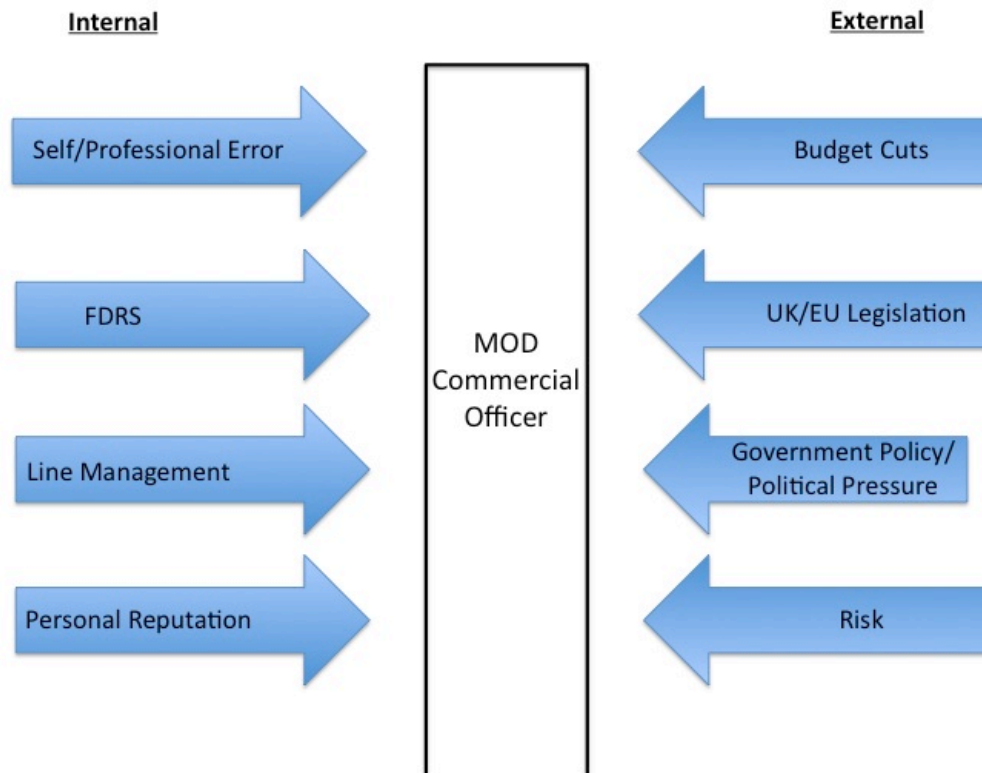 Internal
External
Self/Professional Error
Budget Cuts
FDRS
UK/EU Legislation
MOD
Commercial
Officer
Line Management
Government Policy/
Political Pressure
Personal Reputation
Risk